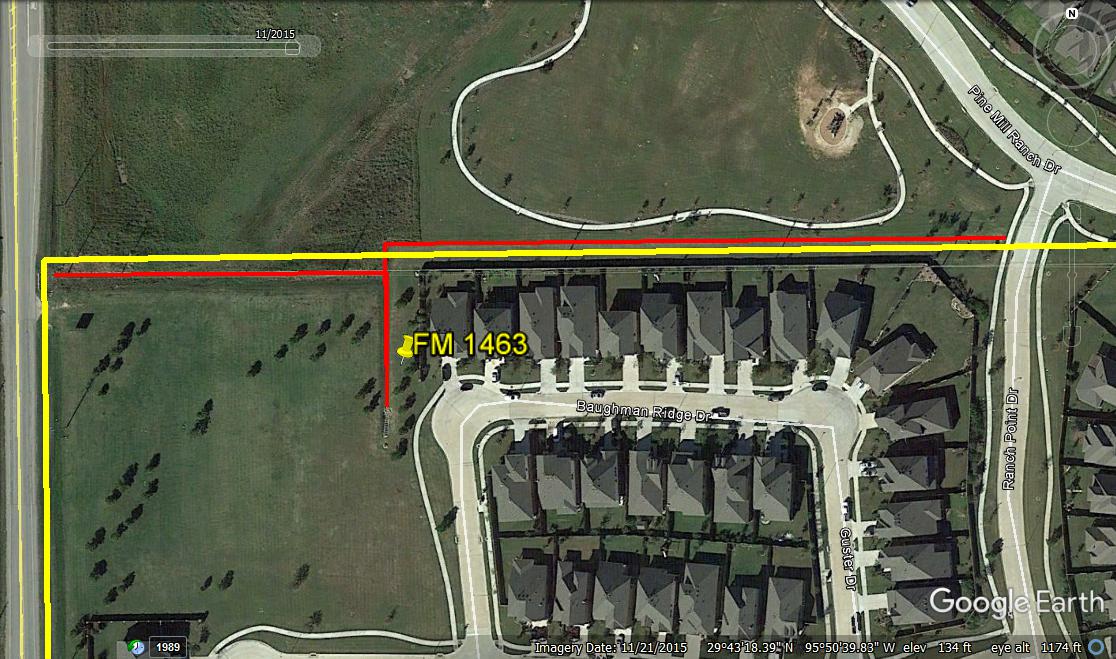 11/2015
N
Pine Mill Ranch Dr
FM 1463
Baughman Ridge Dr
Ranch Point Dr
Guster Dr
Google Earth
1989
Imagery Date: 11/21/2015 29°43'18.39" N 95°50'39.83" W elev 134 ft eye alt 1174 ft